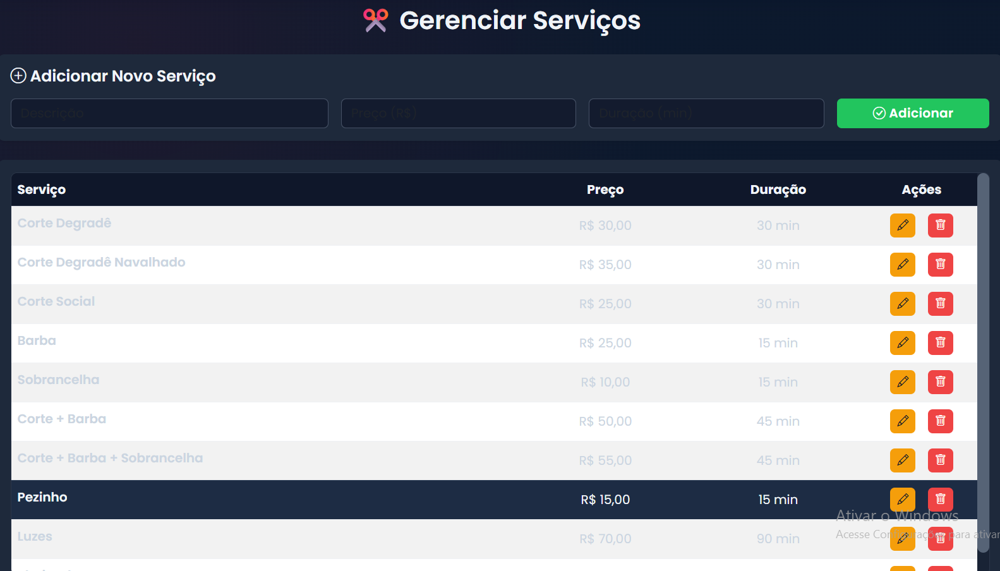 Gerenciar Serviços
Adicionar Novo Serviço
Descrição Preço (R$) Duração (min) Adicionar
Serviço Preço Duração Ações
Corte Degradê R$ 30,00 30 min
Corte Degradê Navalhado R$ 35,00 30 min
Corte Social R$ 25,00 30 min
Barba R$ 25,00 15 min
Sobrancelha R$ 10,00 15 min
Corte + Barba R$ 50,00 45 min
Corte + Barba + Sobrancelha R$ 55,00 45 min
Pezinho R$ 15,00 15 min
Ativar o Windows
Luzes R$ 70,00 90 min
Acesse Configurações para ativar